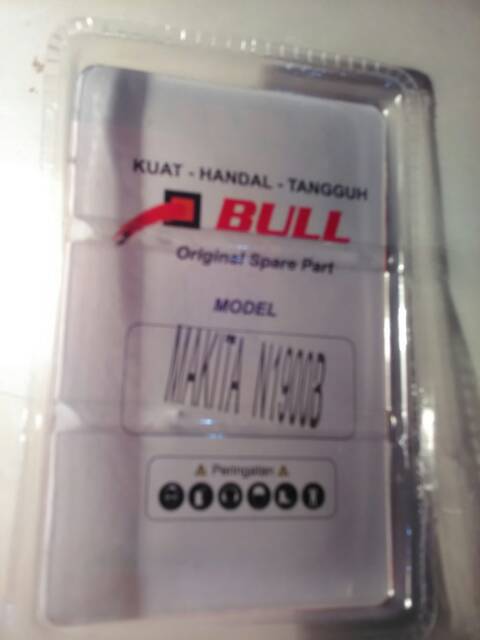 KUAT - HANDAL - TANGGUH
BULL
Original Spare Part
MODEL
MAKITA N1900B
Peringatan